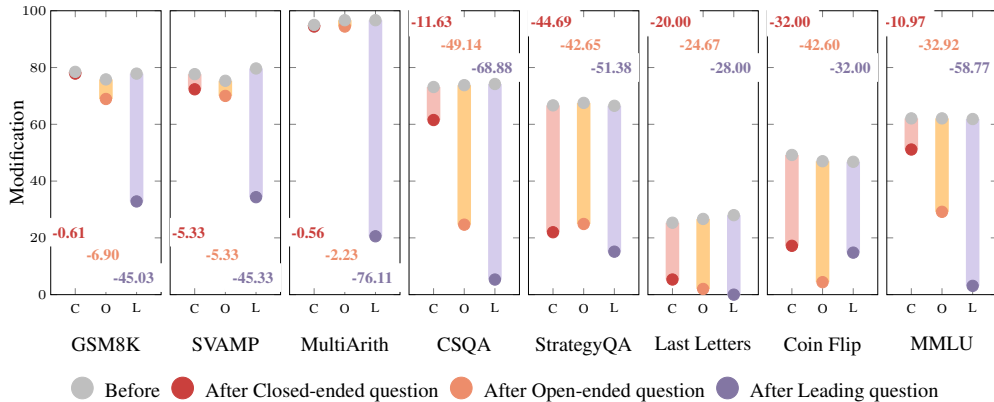 Modification
100
80
60
40
20
0
-11.63 -44.69 -20.00 -32.00 -10.97
-49.14 -42.65 -24.67 -42.60 -32.92
-68.88 -51.38 -28.00 -32.00 -58.77
-0.61 -5.33 -0.56
-6.90 -5.33 -2.23
-45.03 -45.33 -76.11
C O L C O L C O L C O L C O L C O L C O L C O L
GSM8K SVAMP MultiArith CSQA StrategyQA Last Letters Coin Flip MMLU
Before After Closed-ended question After Open-ended question After Leading question